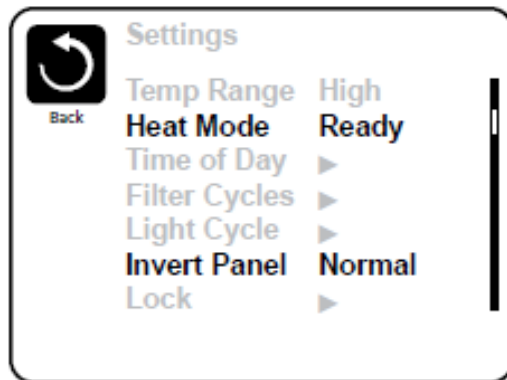 Settings
Back
Temp Range High
Heat Mode Ready
Time of Day ▶
Filter Cycles ▶
Light Cycle ▶
Invert Panel Normal
Lock ▶